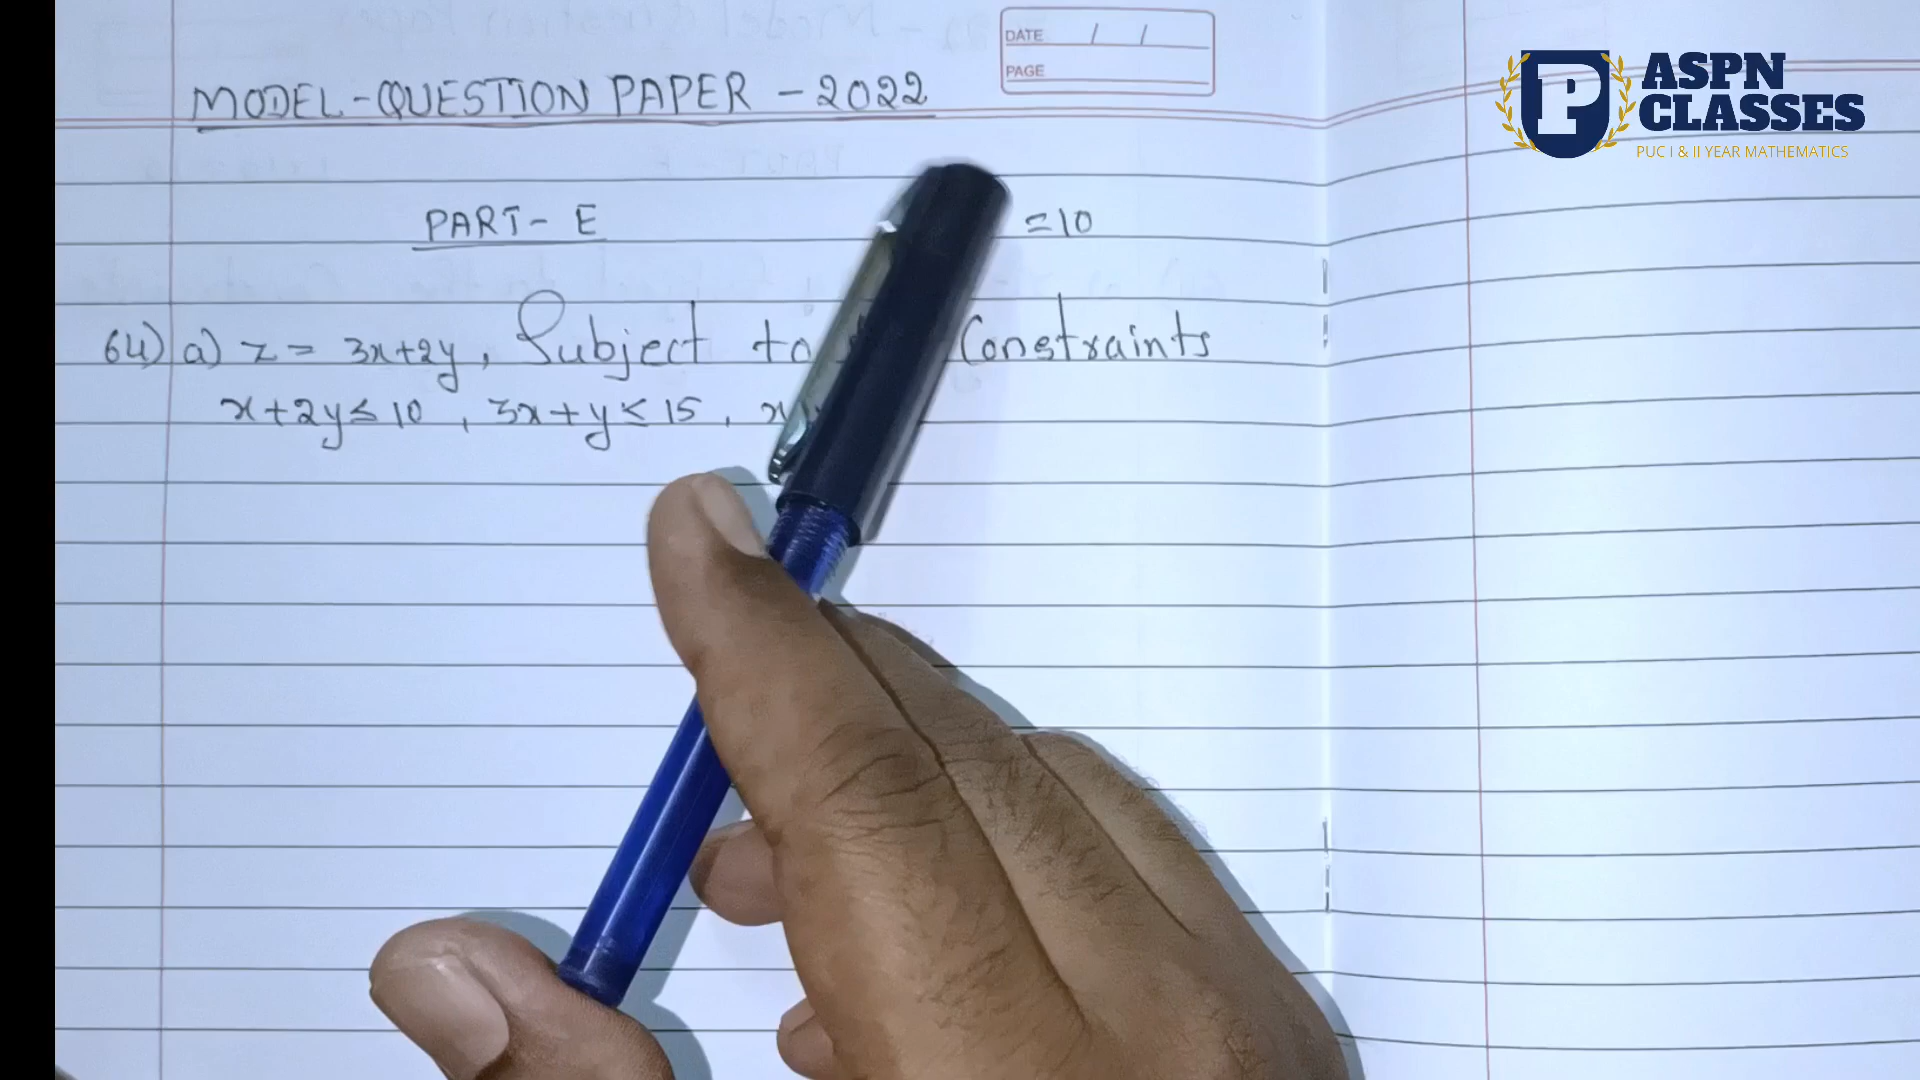 MODEL-QUESTION PAPER - 2022
DATE / /
PAGE
P
ASPN
CLASSES
PUC I & II YEAR MATHEMATICS
PART- E
=10
64) a) z = 3x+2y, Subject to Constraints
x+2y≤ 10 , 3x+y≤ 15 , x